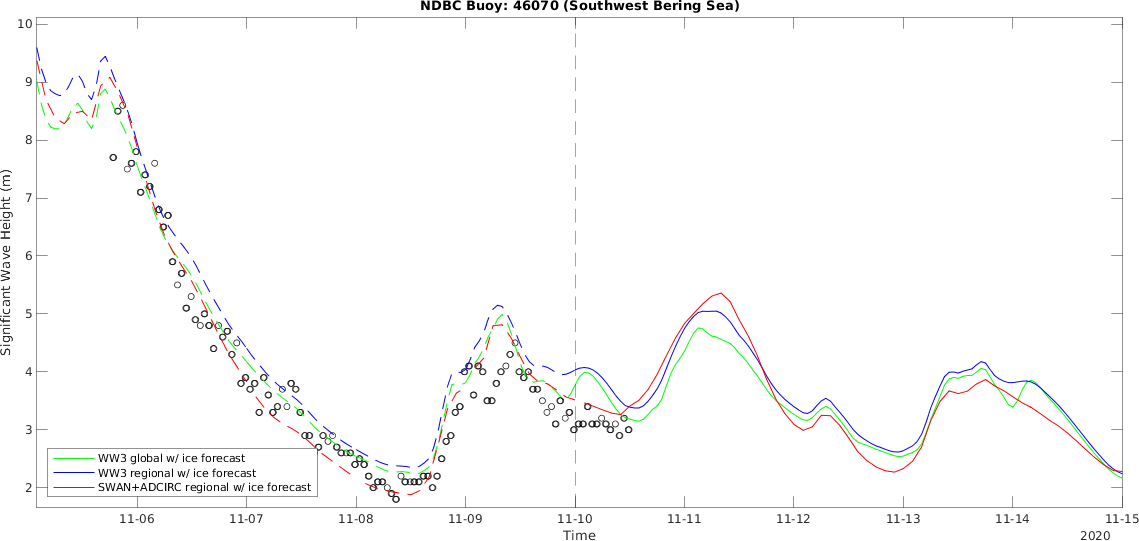 NDBC Buoy: 46070 (Southwest Bering Sea)
Significant Wave Height (m)
10
9
8
7
6
5
4
3
2
WW3 global w/ ice forecast
WW3 regional w/ ice forecast
SWAN+ADCIRC regional w/ ice forecast
11-06 11-07 11-08 11-09 11-10 11-11 11-12 11-13 11-14 11-15
Time
2020